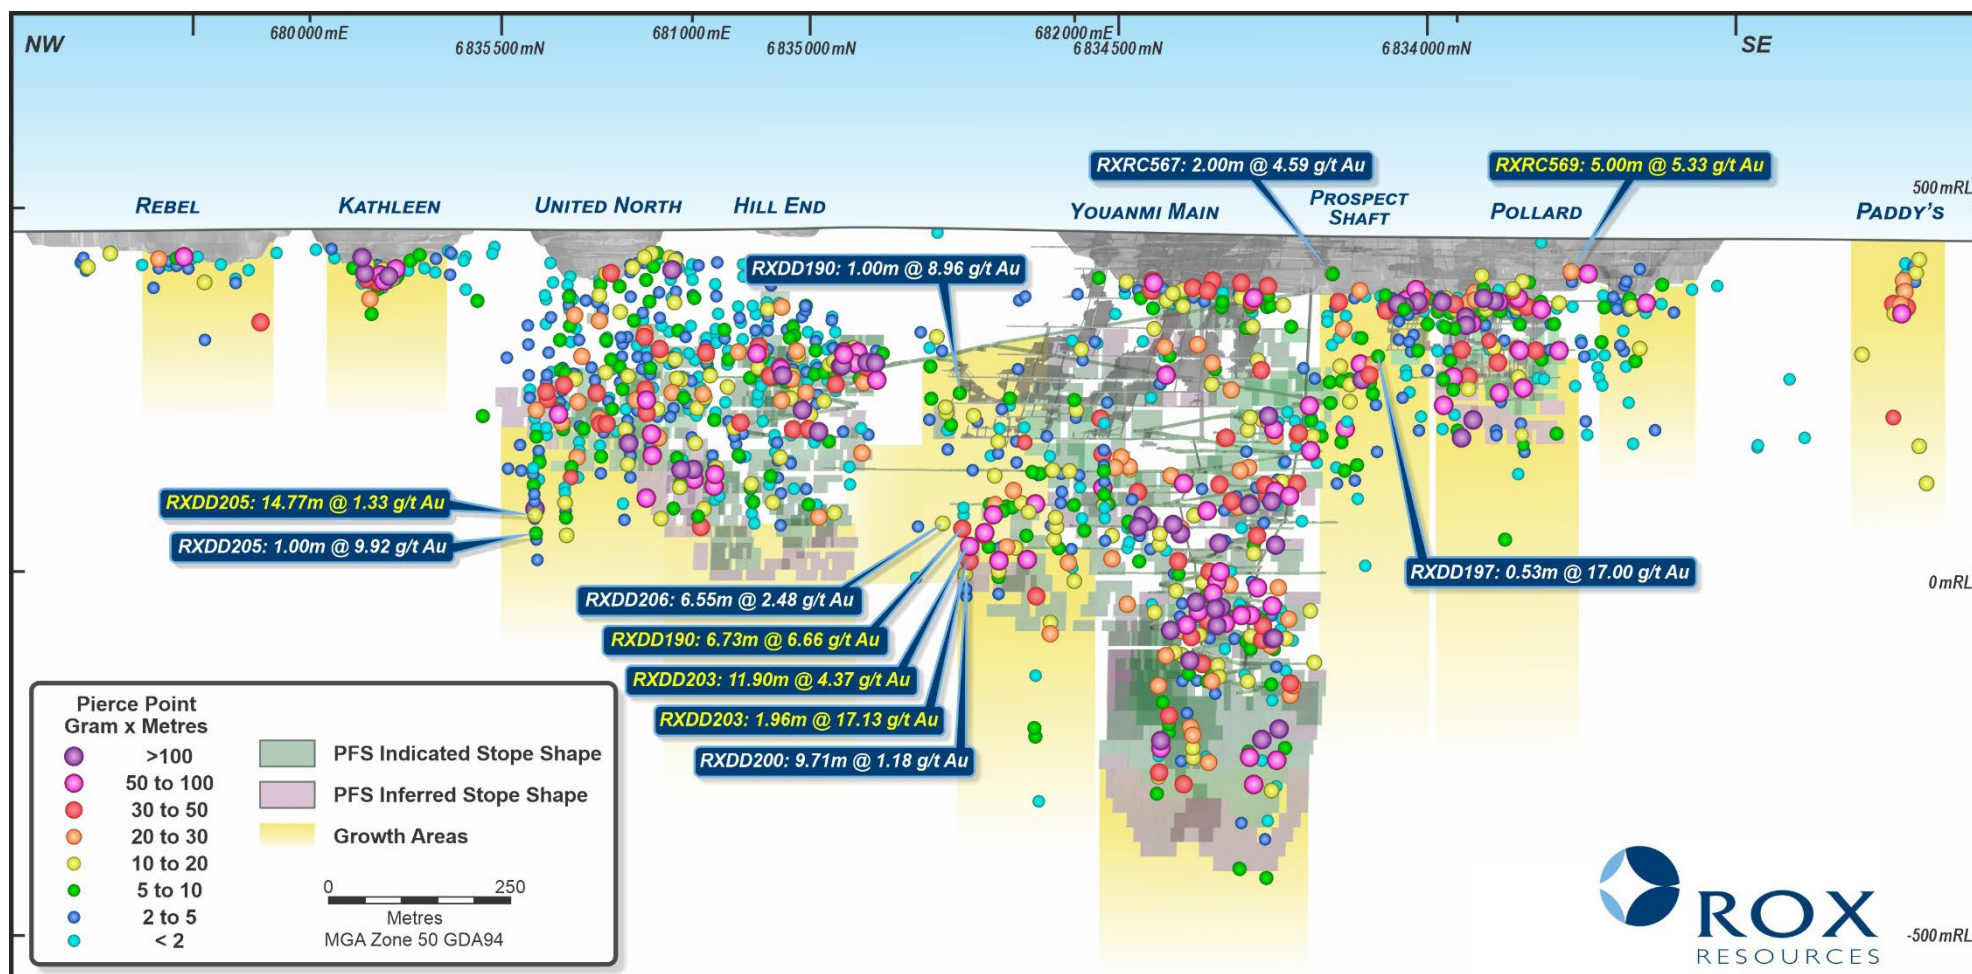 NW
680 000 mE
6 835 500 mN
681 000 mE
6 835 000 mN
682 000 mE
6 834 500 mN
6 834 000 mN
SE
RXRC567: 2.00m @ 4.59 g/t Au
RXRC569: 5.00m @ 5.33 g/t Au
500 mRL
REBEL
KATHLEEN
UNITED NORTH
HILL END
YOUANMI MAIN
PROSPECT
SHAFT
POLLARD
PADDY'S
RXDD190: 1.00m @ 8.96 g/t Au
RXDD205: 14.77m @ 1.33 g/t Au
RXDD205: 1.00m @ 9.92 g/t Au
RXDD197: 0.53m @ 17.00 g/t Au
0 mRL
RXDD206: 6.55m @ 2.48 g/t Au
RXDD190: 6.73m @ 6.66 g/t Au
RXDD203: 11.90m @ 4.37 g/t Au
RXDD203: 1.96m @ 17.13 g/t Au
RXDD200: 9.71m @ 1.18 g/t Au
Pierce Point
Gram x Metres
>100
50 to 100
30 to 50
20 to 30
10 to 20
5 to 10
2 to 5
< 2
PFS Indicated Stope Shape
PFS Inferred Stope Shape
Growth Areas
0 250
Metres
MGA Zone 50 GDA94
ROX
RESOURCES
-500 mRL